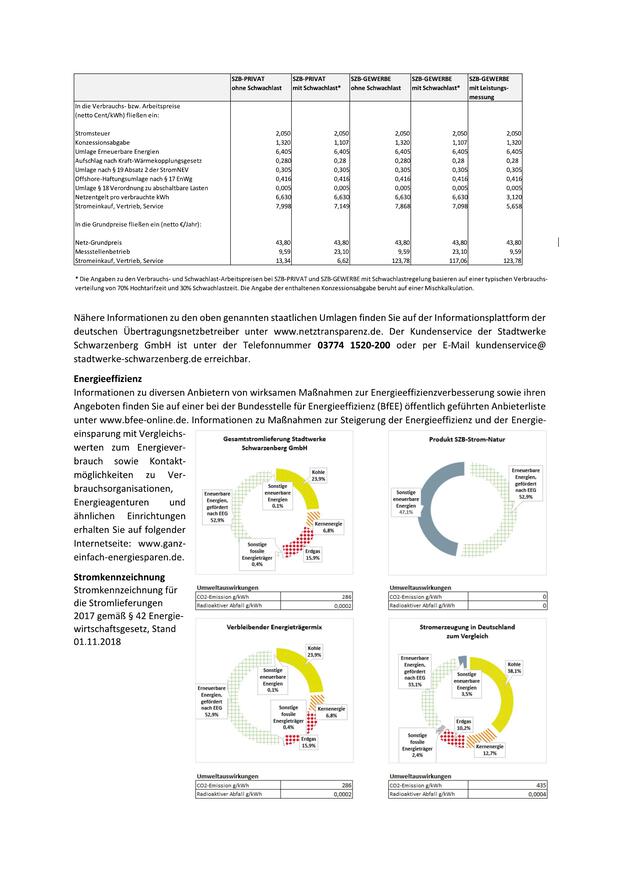 SZB-PRIVAT SZB-PRIVAT SZB-GEWERBE SZB-GEWERBE SZB-GEWERBE
ohne Schwachlast mit Schwachlast* ohne Schwachlast mit Schwachlast* mit Leistungs-
messung
In die Verbrauchs- bzw. Arbeitspreise
(netto Cent/kWh) fließen ein:
Stromsteuer 2,050 2,050 2,050 2,050 2,050
Konzessionsabgabe 1,320 1,107 1,320 1,107 1,320
Umlage Erneuerbare Energien 6,405 6,405 6,405 6,405 6,405
Aufschlag nach Kraft-Wärmekopplungsgesetz 0,280 0,28 0,280 0,28 0,28
Umlage nach § 19 Absatz 2 der StromNEV 0,305 0,305 0,305 0,305 0,305
Offshore-Haftungsumlage nach § 17 EnWg 0,416 0,416 0,416 0,416 0,416
Umlage § 18 Verordnung zu abschaltbare Lasten 0,005 0,005 0,005 0,005 0,005
Netzentgelt pro verbrauchte kWh 6,630 6,630 6,630 6,630 3,120
Stromeinkauf, Vertrieb, Service 7,998 7,149 7,868 7,098 5,658
In die Grundpreise fließen ein (netto €/Jahr):
Netz-Grundpreis 43,80 43,80 43,80 43,80 43,80
Messstellenbetrieb 9,59 23,10 9,59 23,10 9,59
Stromeinkauf, Vertrieb, Service 13,34 6,62 123,78 117,06 123,78
* Die Angaben zu den Verbrauchs- und Schwachlast-Arbeitspreisen bei SZB-PRIVAT und SZB-GEWERBE mit Schwachlastregelung basieren auf einer typischen Verbrauchs-
verteilung von 70% Hochtarifzeit und 30% Schwachlastzeit. Die Angabe der enthaltenen Konzessionsabgabe beruht auf einer Mischkalkulation.
Nähere Informationen zu den oben genannten staatlichen Umlagen finden Sie auf der Informationsplattform der
deutschen Übertragungsnetzbetreiber unter www.netztransparenz.de. Der Kundenservice der Stadtwerke
Schwarzenberg GmbH ist unter der Telefonnummer 03774 1520-200 oder per E-Mail kundenservice@
stadtwerke-schwarzenberg.de erreichbar.
Energieeffizienz
Informationen zu diversen Anbietern von wirksamen Maßnahmen zur Energieeffizienzverbesserung sowie ihren
Angeboten finden Sie auf einer bei der Bundesstelle für Energieeffizienz (BfEE) öffentlich geführten Anbieterliste
unter www.bfee-online.de. Informationen zu Maßnahmen zur Steigerung der Energieeffizienz und der Energie-
einsparung mit Vergleichs-
werten zum Energiever-
brauch sowie Kontakt-
möglichkeiten zu Ver-
brauchsorganisationen,
Energieagenturen und
ähnlichen Einrichtungen
erhalten Sie auf folgender
Internetseite: www.ganz-
einfach-energiesparen.de.
Stromkennzeichnung
Stromkennzeichnung für
die Stromlieferungen
2017 gemäß § 42 Energie-
wirtschaftsgesetz, Stand
01.11.2018
Gesamtstromlieferung Stadtwerke
Schwarzenberg GmbH
Kohle
23,9%
Sonstige
eneuerbare
Energien
0,1%
Erneuerbare
Energien,
gefördert
nach EEG
52,9%
Kernenergie
6,8%
Sonstige
fossile
Energieträger
0,4%
Erdgas
15,9%
Umweltauswirkungen
CO2-Emission g/kWh 286
Radioaktiver Abfall g/kWh 0,0002
Produkt SZB-Strom-Natur
Erneuerbare
Energien,
gefördert
nach EEG
52,9%
Sonstige
eneuerbare
Energien
47,1%
Umweltauswirkungen
CO2-Emission g/kWh 0
Radioaktiver Abfall g/kWh 0
Verbleibender Energieträgermix
Kohle
23,9%
Sonstige
eneuerbare
Energien
0,1%
Erneuerbare
Energien,
gefördert
nach EEG
52,9%
Sonstige
fossile
Energieträger
0,4%
Kernenergie
6,8%
Erdgas
15,9%
Umweltauswirkungen
CO2-Emission g/kWh 286
Radioaktiver Abfall g/kWh 0,0002
Stromerzeugung in Deutschland
zum Vergleich
Erneuerbare
Energien,
gefördert
nach EEG
33,1%
Sonstige
eneuerbare
Energien
3,5%
Kohle
38,1%
Erdgas
10,2%
Sonstige
fossile
Energieträger
2,4%
Kernenergie
12,7%
Umweltauswirkungen
CO2-Emission g/kWh 435
Radioaktiver Abfall g/kWh 0,0004